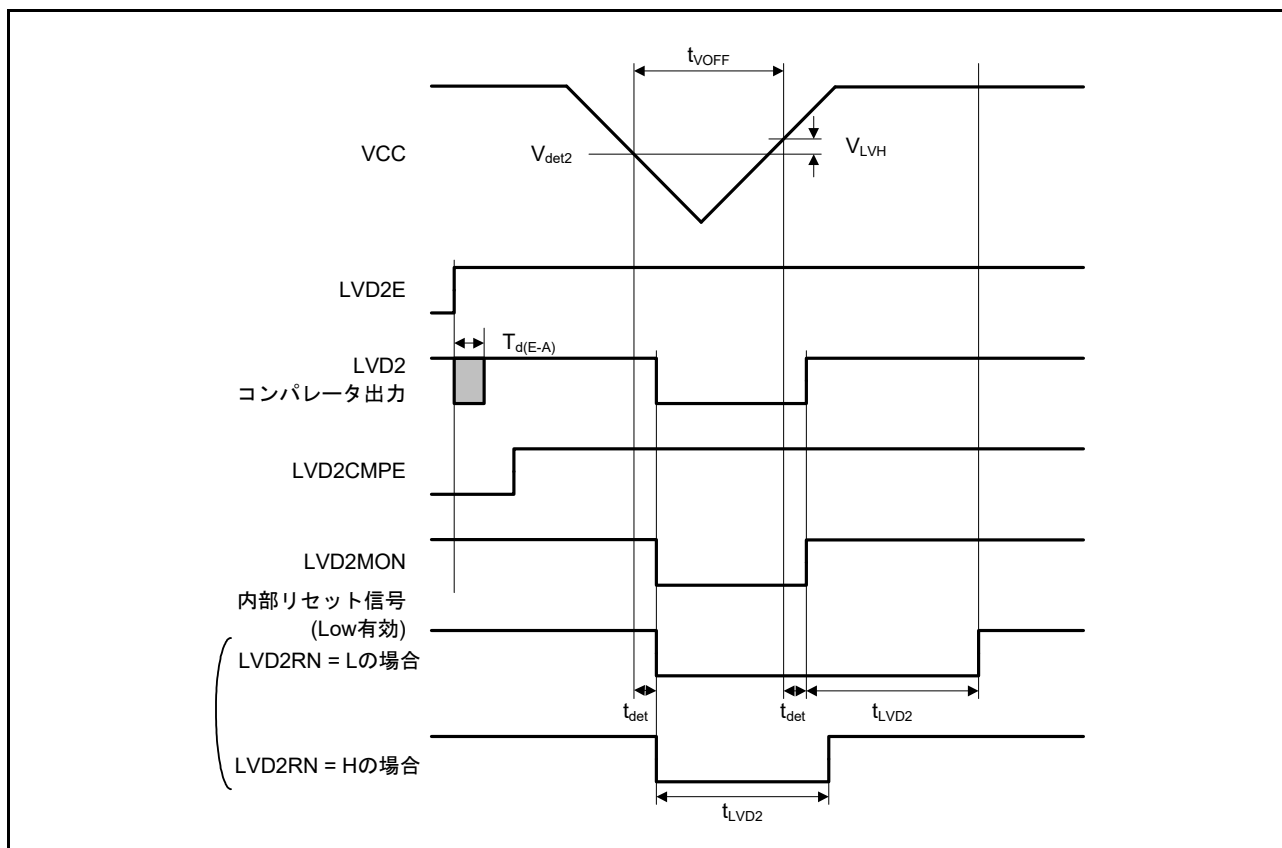 tVOFF
VCC
Vdet2
VLVH
LVD2E
Td(E-A)
LVD2
コンパレータ出力
LVD2CMPE
LVD2MON
内部リセット信号
(Low有効)
LVD2RN = Lの場合
tdet
tdet
tLVD2
LVD2RN = Hの場合
tLVD2